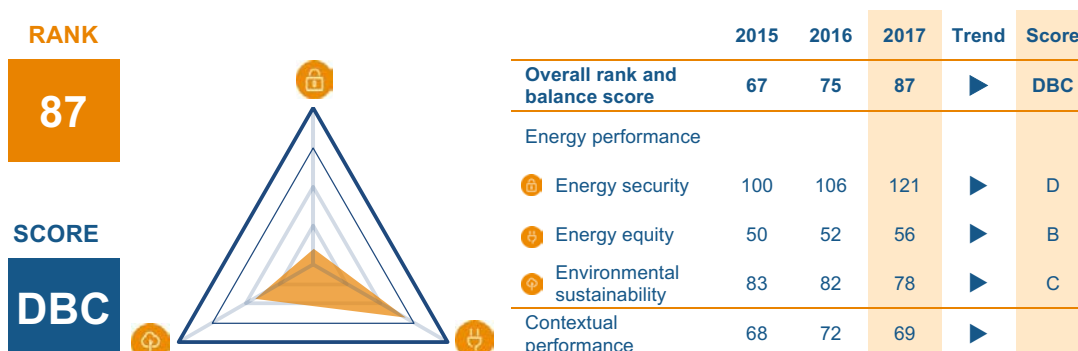 RANK
87
SCORE
DBC
2015 2016 2017 Trend Score
Overall rank and
balance score 67 75 87 DBC
Energy performance
Energy security 100 106 121 D
Energy equity 50 52 56 B
Environmental
sustainability 83 82 78 C
Contextual
performance 68 72 69